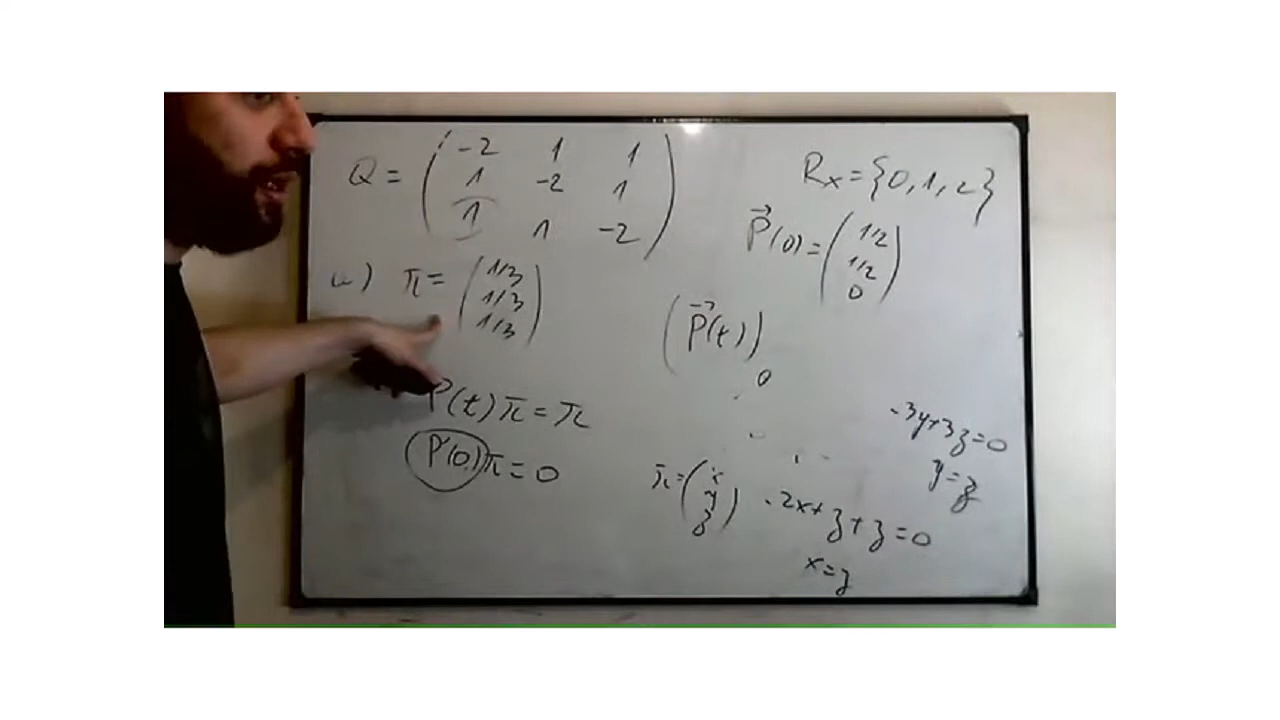 Q = ( -2 1 1
1 -2 1
1 1 -2 )
Rx = {0, 1, 2}
P(0) = ( 1/2
1/2
0 )
π = ( 1/3
1/3
1/3 )
( P(t) )₀
P(t)π = π
P'(0)π = 0
π = ( x
y
z )
-3y+3z=0
y=z
-2x+z+z=0
x=z